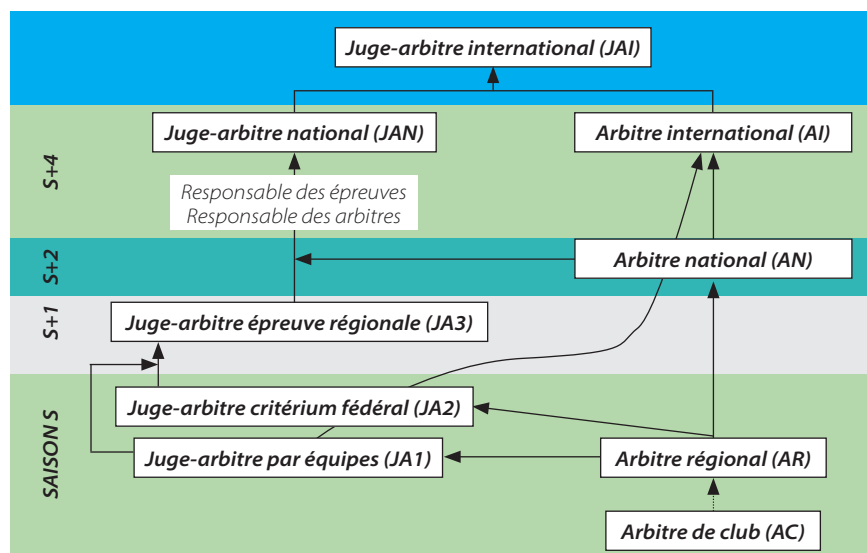 Juge-arbitre international (JAI)
S+4
Juge-arbitre national (JAN)
Arbitre international (AI)
Responsable des épreuves
Responsable des arbitres
S+2
Arbitre national (AN)
S+1
Juge-arbitre épreuve régionale (JA3)
SAISON S
Juge-arbitre critérium fédéral (JA2)
Juge-arbitre par équipes (JA1)
Arbitre régional (AR)
Arbitre de club (AC)